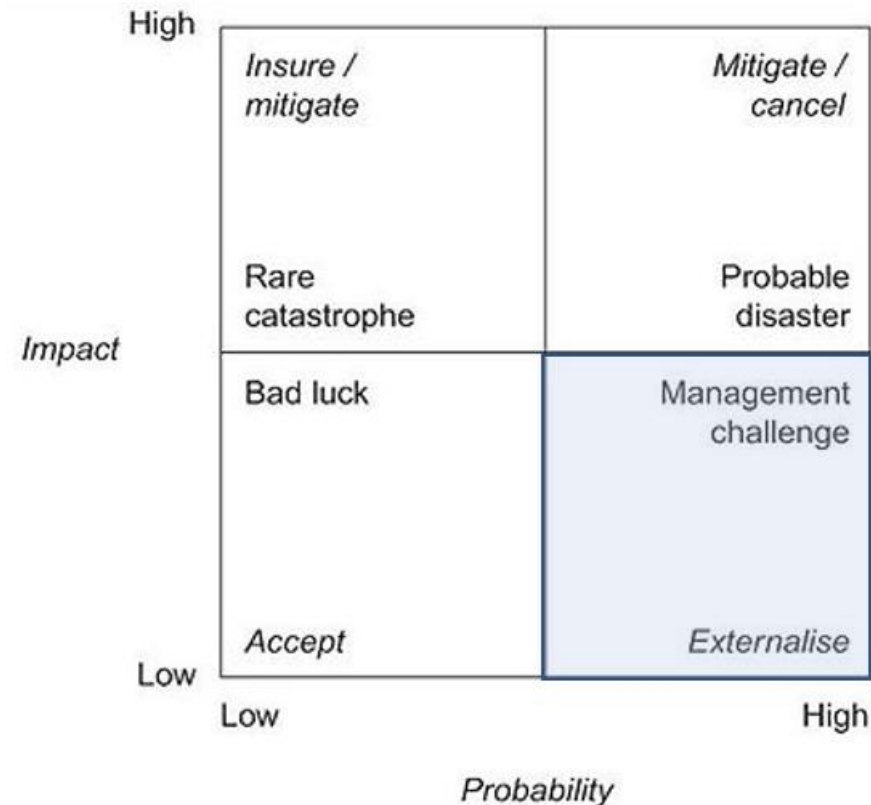 High
Insure /
mitigate
Mitigate /
cancel
Rare
catastrophe
Probable
disaster
Impact
Bad luck
Management
challenge
Accept
Externalise
Low
Low
High
Probability